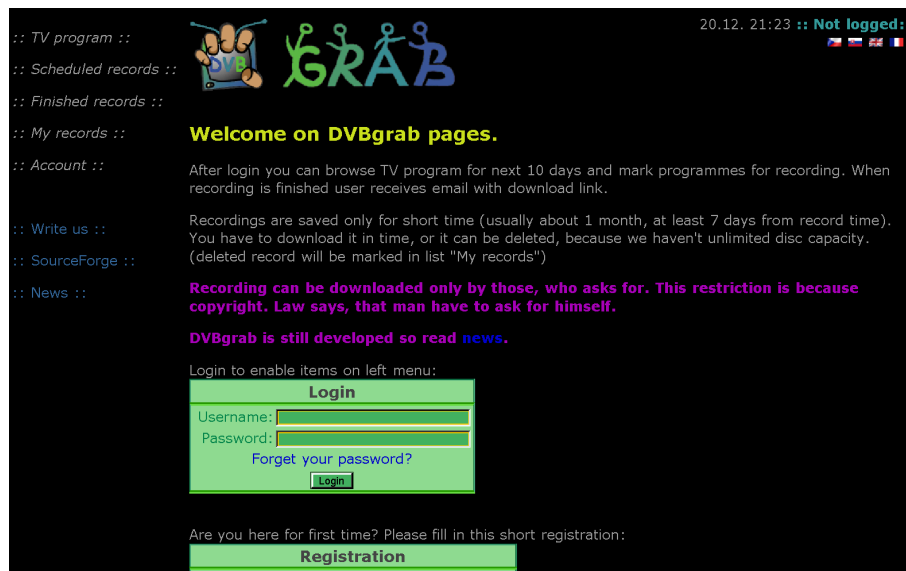 20.12. 21:23 :: Not logged:
:: TV program ::
:: Scheduled records ::
:: Finished records ::
:: My records ::
:: Account ::
:: Write us ::
:: SourceForge ::
:: News ::
DVB GRAB
Welcome on DVBgrab pages.
After login you can browse TV program for next 10 days and mark programmes for recording. When
recording is finished user receives email with download link.
Recordings are saved only for short time (usually about 1 month, at least 7 days from record time).
You have to download it in time, or it can be deleted, because we haven't unlimited disc capacity.
(deleted record will be marked in list "My records")
Recording can be downloaded only by those, who asks for. This restriction is because
copyright. Law says, that man have to ask for himself.
DVBgrab is still developed so read news.
Login to enable items on left menu:
Login
Username:
Password:
Forget your password?
Login
Are you here for first time? Please fill in this short registration:
Registration